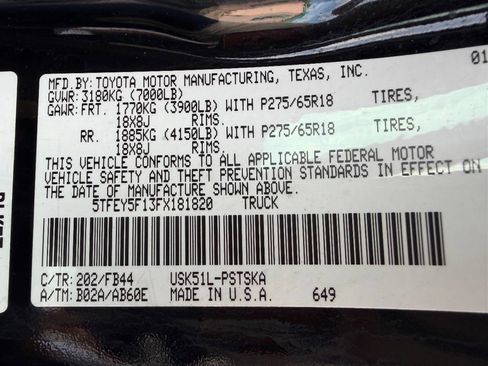 MFD.BY:TOYOTA MOTOR MANUFACTURING, TEXAS, INC.
01
GVWR:3180KG (7000LB)
GAWR:FRT. 1770KG (3900LB) WITH P275/65R18 TIRES,
18X8J RIMS.
RR. 1885KG (4150LB) WITH P275/65R18 TIRES,
18X8J RIMS.
THIS VEHICLE CONFORMS TO ALL APPLICABLE FEDERAL MOTOR
VEHICLE SAFETY AND THEFT PREVENTION STANDARDS IN EFFECT ON
THE DATE OF MANUFACTURE SHOWN ABOVE.
5TFEY5F13FX181820 TRUCK
C/TR:202/FB44 USK51L-PSTSKA
A/TM:B02A/AB60E MADE IN U.S.A. 649